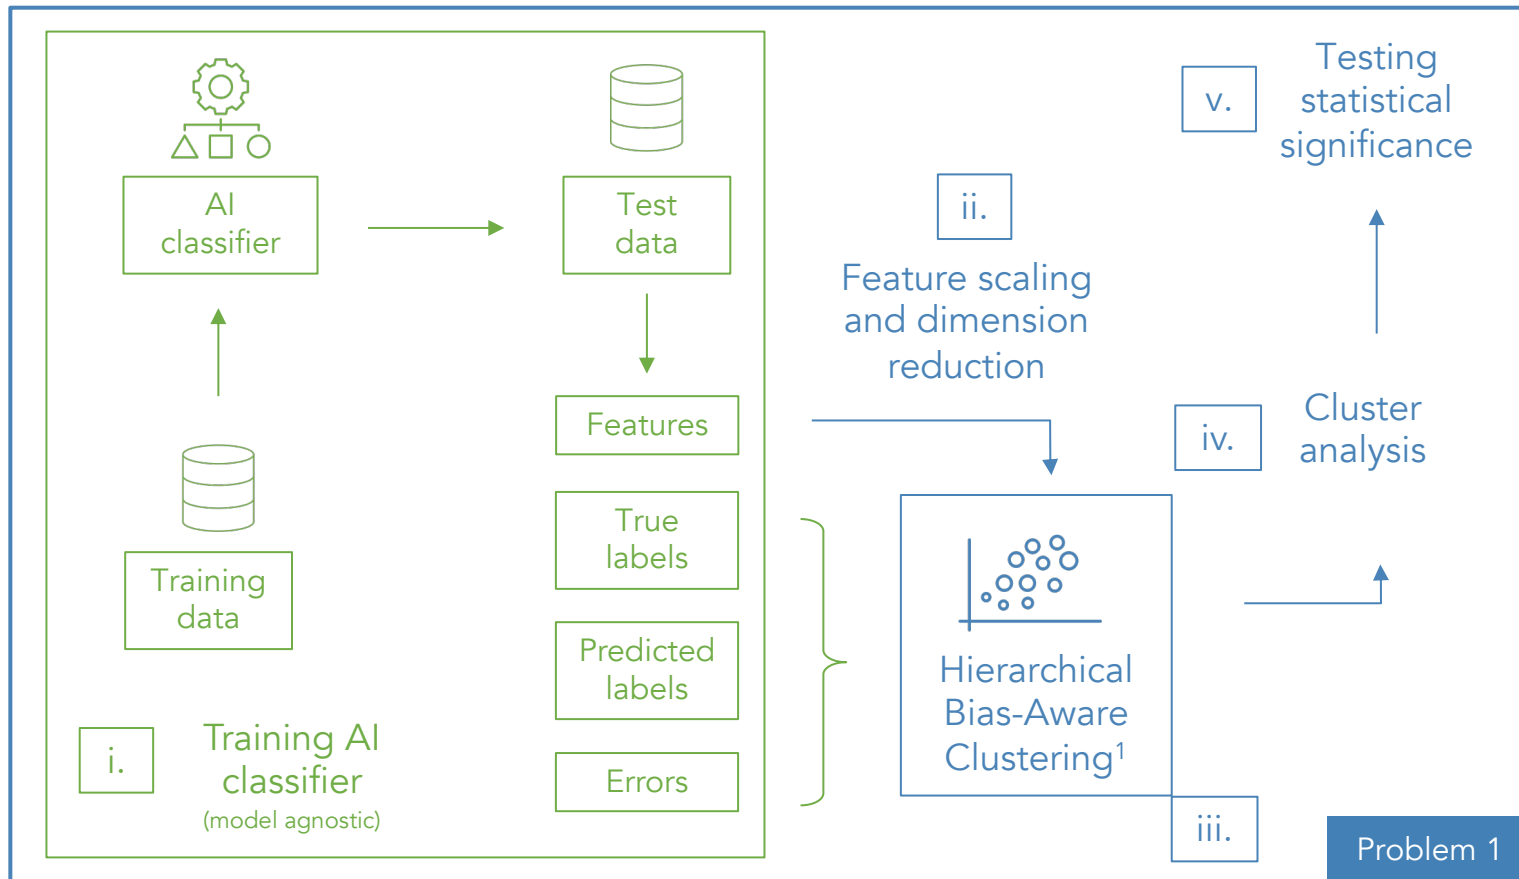 AI
classifier
Test
data
Features
True
labels
Predicted
labels
Errors
Training
data
i.
Training AI
classifier
(model agnostic)
ii.
Feature scaling
and dimension
reduction
Hierarchical
Bias-Aware
Clustering¹
iii.
iv.
Cluster
analysis
v.
Testing
statistical
significance
Problem 1